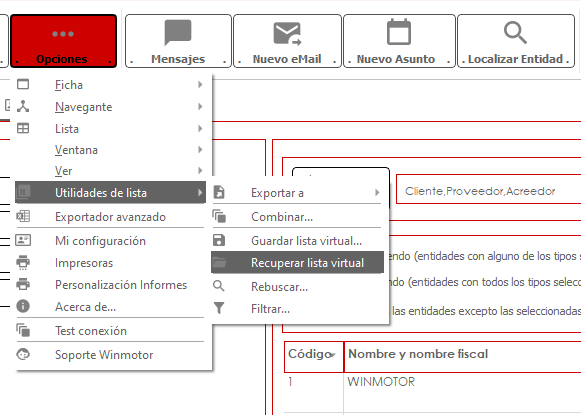 Opciones
Mensajes
Nuevo eMail
Nuevo Asunto
Localizar Entidad
Ficha
Navegante
Lista
Ventana
Ver
Utilidades de lista
Exportador avanzado
Mi configuración
Impresoras
Personalización Informes
Acerca de...
Test conexión
Soporte Winmotor
Exportar a
Combinar...
Guardar lista virtual...
Recuperar lista virtual
Rebuscar...
Filtrar...
Cliente,Proveedor,Acreedor
(entidades con alguno de los tipos
(entidades con todos los tipos
las entidades excepto las seleccionadas
Código Nombre y nombre fiscal
1 WINMOTOR